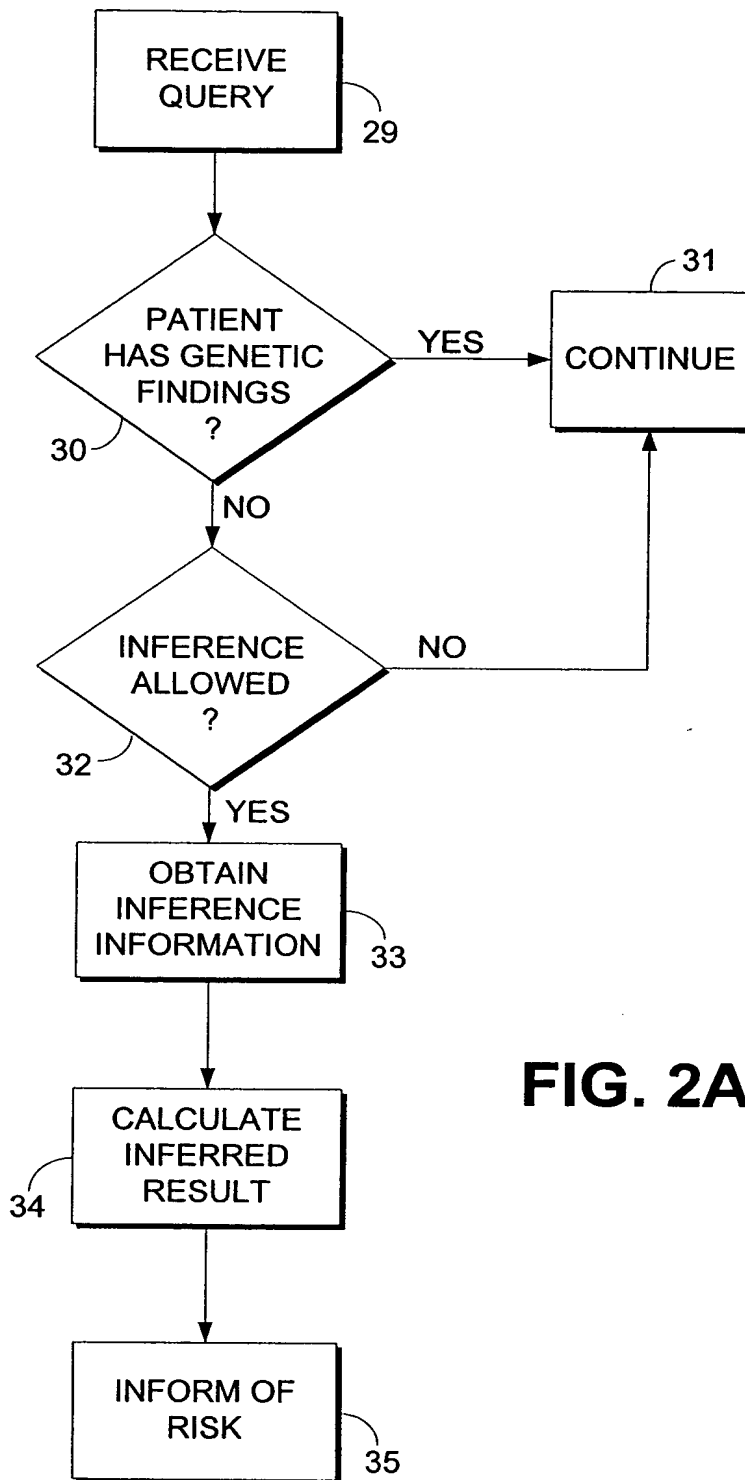 RECEIVE
QUERY
29
31
PATIENT
HAS GENETIC
FINDINGS
?
YES
CONTINUE
30
NO
INFERENCE
ALLOWED
?
NO
32
YES
OBTAIN
INFERENCE
INFORMATION
33
FIG. 2A
CALCULATE
INFERRED
RESULT
34
INFORM OF
RISK
35